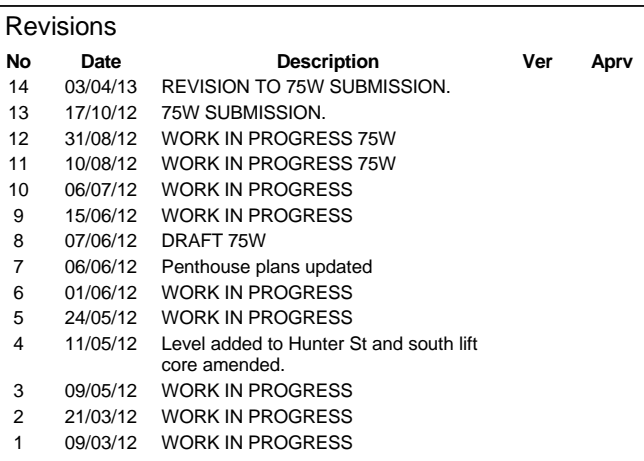 Revisions
No Date Description Ver Aprv
14 03/04/13 REVISION TO 75W SUBMISSION.
13 17/10/12 75W SUBMISSION.
12 31/08/12 WORK IN PROGRESS 75W
11 10/08/12 WORK IN PROGRESS 75W
10 06/07/12 WORK IN PROGRESS
9 15/06/12 WORK IN PROGRESS
8 07/06/12 DRAFT 75W
7 06/06/12 Penthouse plans updated
6 01/06/12 WORK IN PROGRESS
5 24/05/12 WORK IN PROGRESS
4 11/05/12 Level added to Hunter St and south lift
core amended.
3 09/05/12 WORK IN PROGRESS
2 21/03/12 WORK IN PROGRESS
1 09/03/12 WORK IN PROGRESS